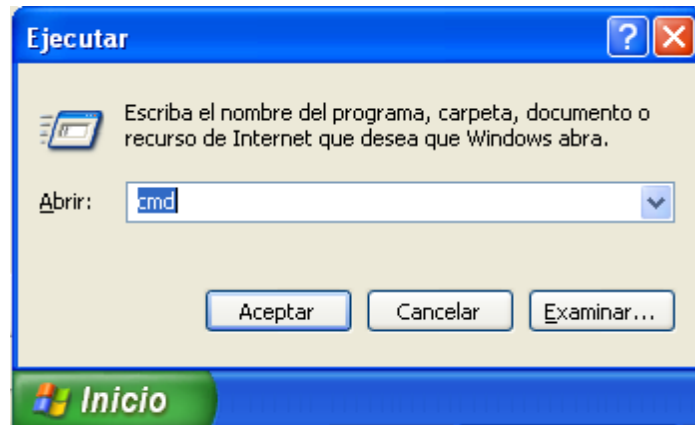 Ejecutar
Escriba el nombre del programa, carpeta, documento o
recurso de Internet que desea que Windows abra.
Abrir: cmd
Aceptar Cancelar Examinar...
Inicio